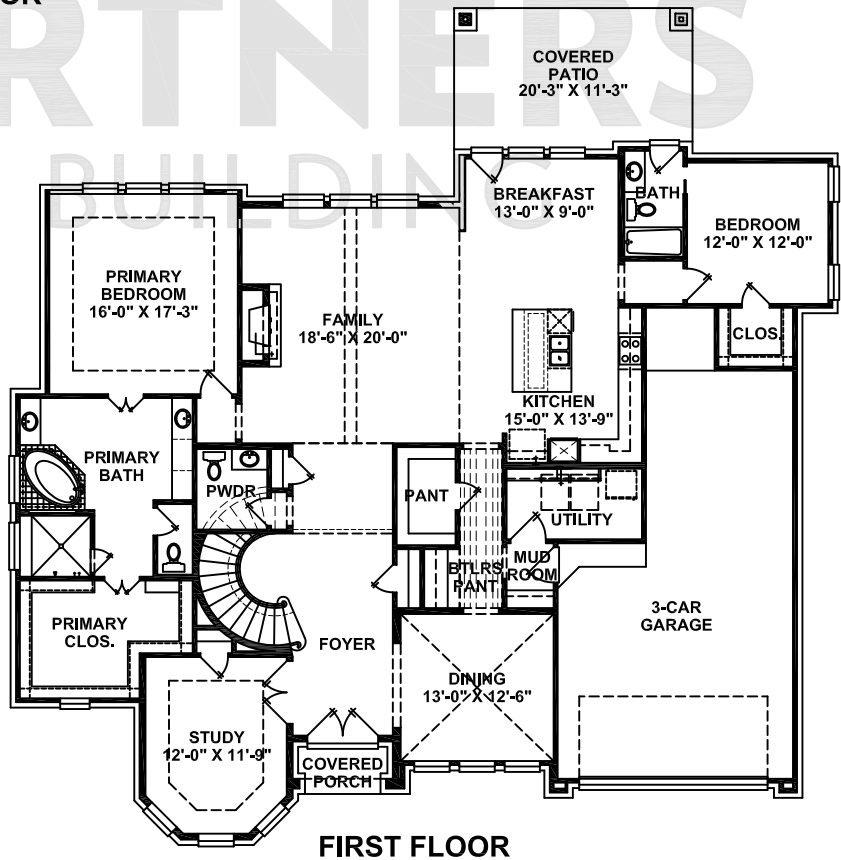 RTNERS
BUILDING
COVERED
PATIO
20'-3" X 11'-3"
BREAKFAST
13'-0" X 9'-0"
BATH
BEDROOM
12'-0" X 12'-0"
CLOS.
PRIMARY
BEDROOM
16'-0" X 17'-3"
FAMILY
18'-6" X 20'-0"
KITCHEN
15'-0" X 13'-9"
PRIMARY
BATH
PWDR
PANT
UTILITY
BTLRS
PANT
MUD
ROOM
PRIMARY
CLOS.
FOYER
3-CAR
GARAGE
DINING
13'-0" X 12'-6"
STUDY
12'-0" X 11'-9"
COVERED
PORCH
FIRST FLOOR